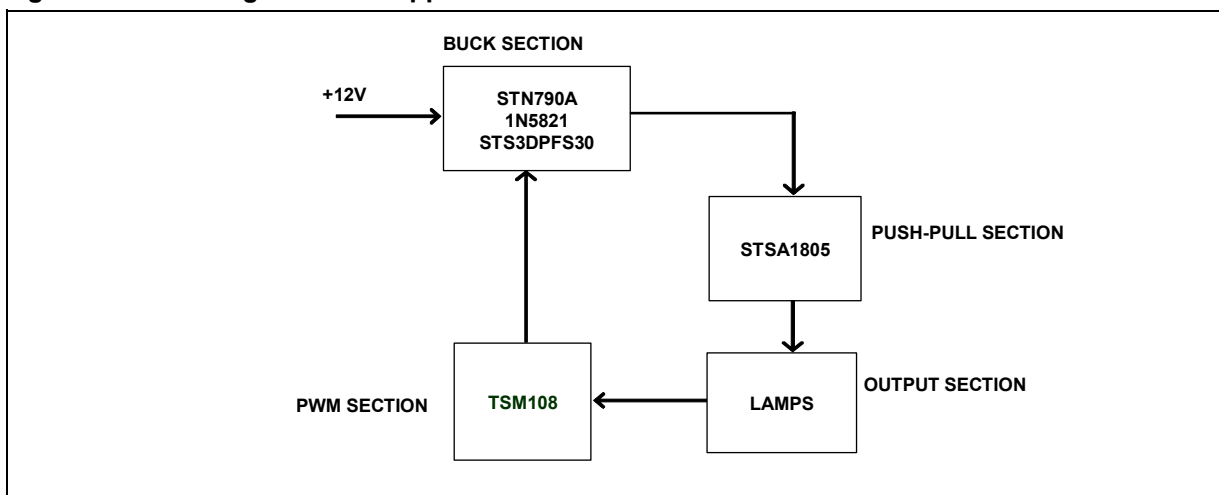 BUCK SECTION
+12V
STN790A
1N5821
STS3DPFS30
STSA1805
PUSH-PULL SECTION
PWM SECTION
TSM108
LAMPS
OUTPUT SECTION